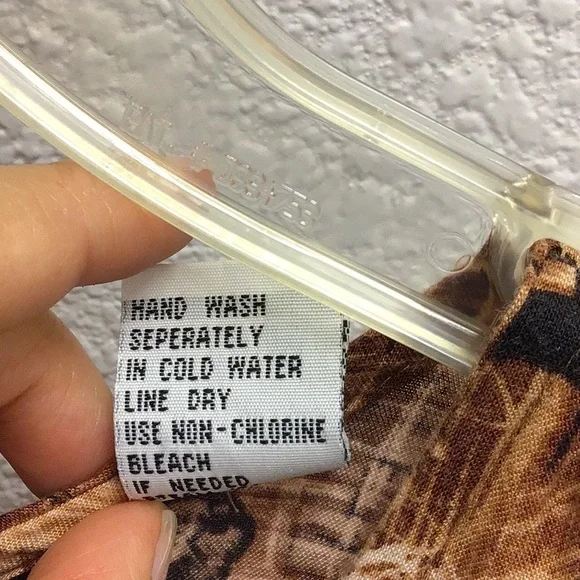 HAND WASH
SEPERATELY
IN COLD WATER
LINE DRY
USE NON-CHLORINE
BLEACH
IF NEEDED